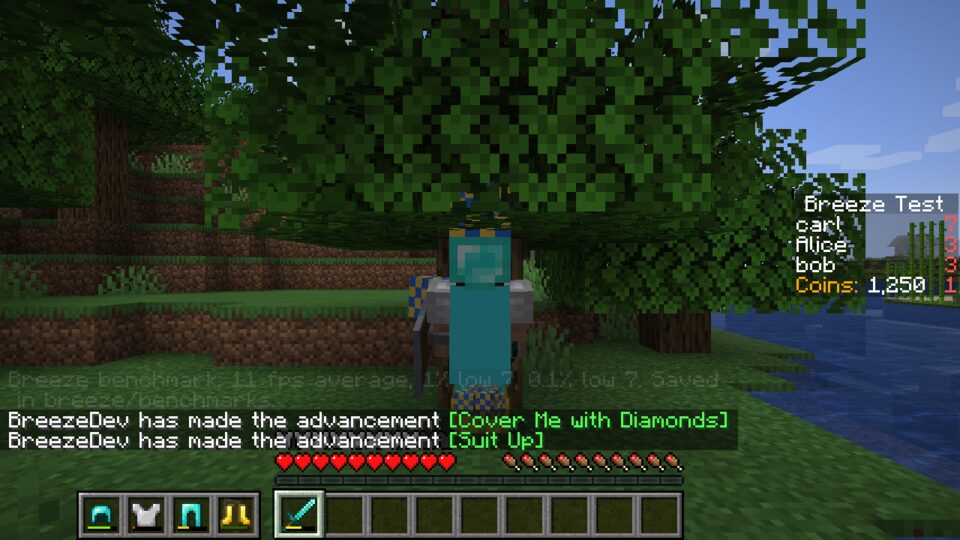 Breeze Test
carl 7
Alice 3
bob 3
Coins: 1,250 1
Breeze benchmark: 11 fps average, 1% low 7, 0.1% low 7. Saved
in breeze/benchmarks
BreezeDev has made the advancement [Cover Me with Diamonds]
BreezeDev has made the advancement [Suit Up]